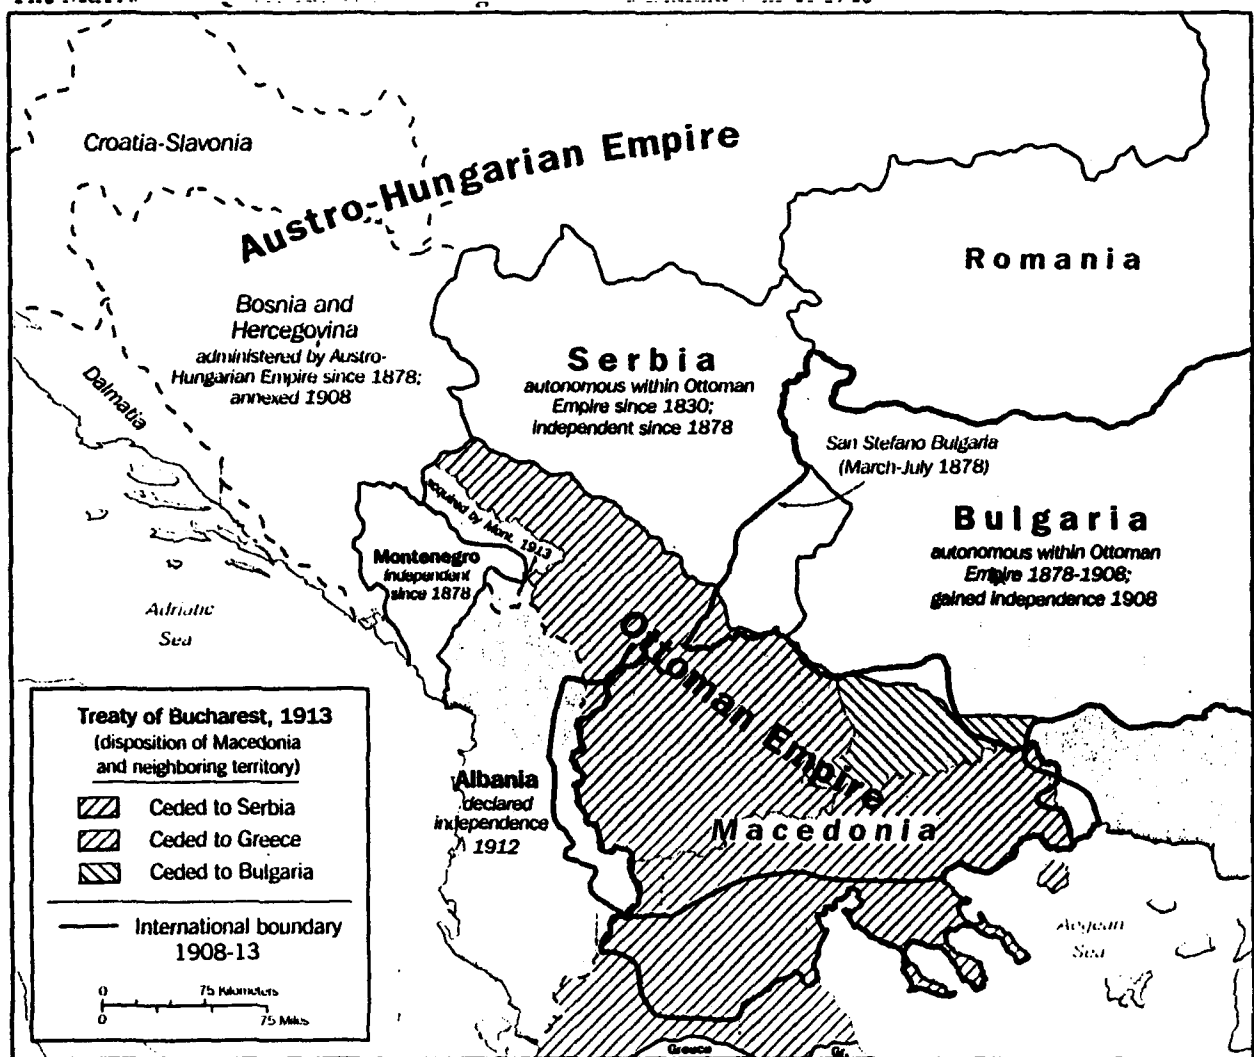 Croatia-Slavonia
Austro-Hungarian Empire
Romania
Bosnia and
Hercegovina
administered by Austro-
Hungarian Empire since 1878;
annexed 1908
Dalmatia
Serbia
autonomous within Ottoman
Empire since 1830;
independent since 1878
San Stefano Bulgaria
(March-July 1878)
Bulgaria
autonomous within Ottoman
Empire 1878-1908;
gained independence 1908
acquired by Mont. 1913
Montenegro
independent
since 1878
Adriatic
Sea
Ottoman Empire
Macedonia
Albania
declared
independence
1912
Aegean
Sea
Greece
Gr.
Treaty of Bucharest, 1913
(disposition of Macedonia
and neighboring territory)
Ceded to Serbia
Ceded to Greece
Ceded to Bulgaria
International boundary
1908-13
0 75 Kilometers
0 75 Miles